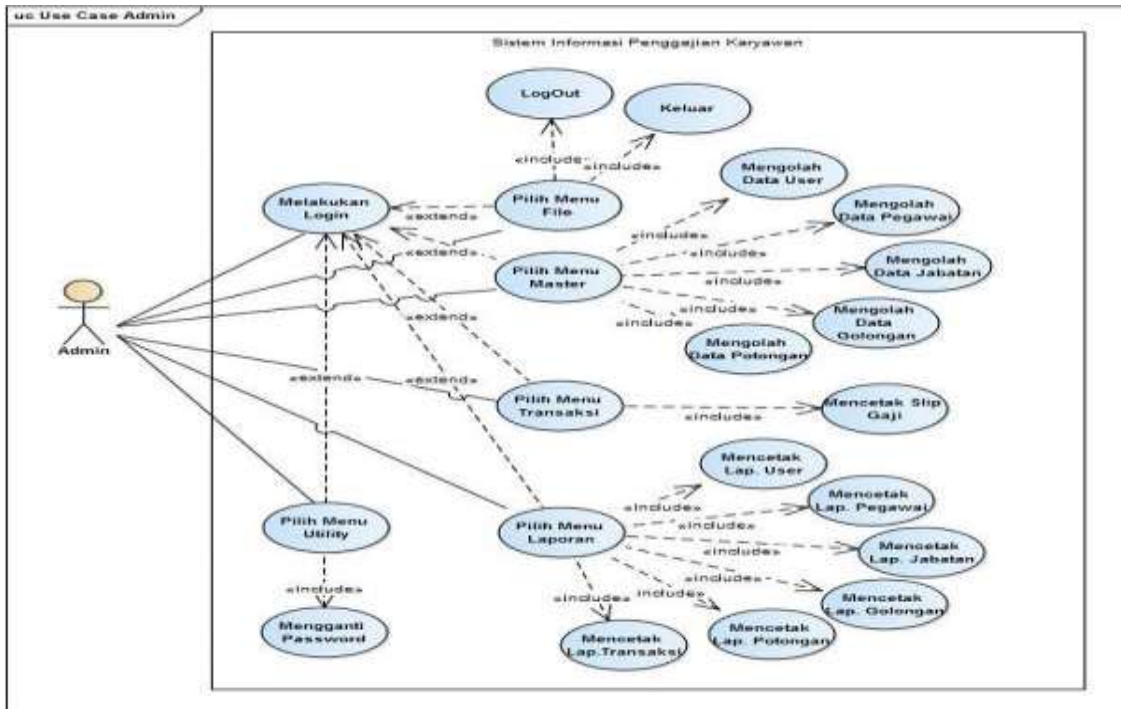 uc Use Case Admin
Sistem Informasi Penggajian Karyawan
LogOut
Keluar
«include»
«include»
Mengolah
Data User
Melakukan
Login
Pilih Menu
File
«extend»
Mengolah
Data Pegawai
«include»
«extend»
«include»
Mengolah
Data Jabatan
Pilih Menu
Master
«include»
«include»
«include»
Mengolah
Data
Golongan
«extend»
Mengolah
Data Potongan
Admin
«extend»
«extend»
Pilih Menu
Transaksi
«include»
Mencetak Slip
Gaji
Mencetak
Lap. User
Mencetak
Lap. Pegawai
«include»
Pilih Menu
Utility
Pilih Menu
Laporan
«include»
«include»
Mencetak
Lap. Jabatan
«include»
«include»
«include»
include»
Mencetak
Lap. Golongan
Mengganti
Password
Mencetak
Lap.Transaksi
Mencetak
Lap. Potongan